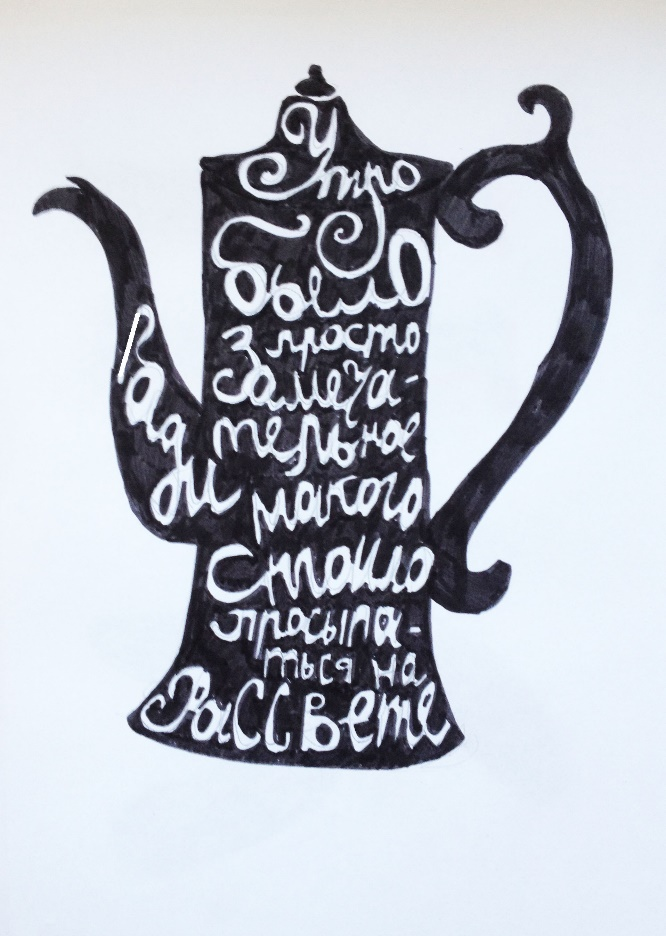 Утро
было
просто
замеча-
тельное
Ради такого
стоило
просыпа-
ться на
Рассвете